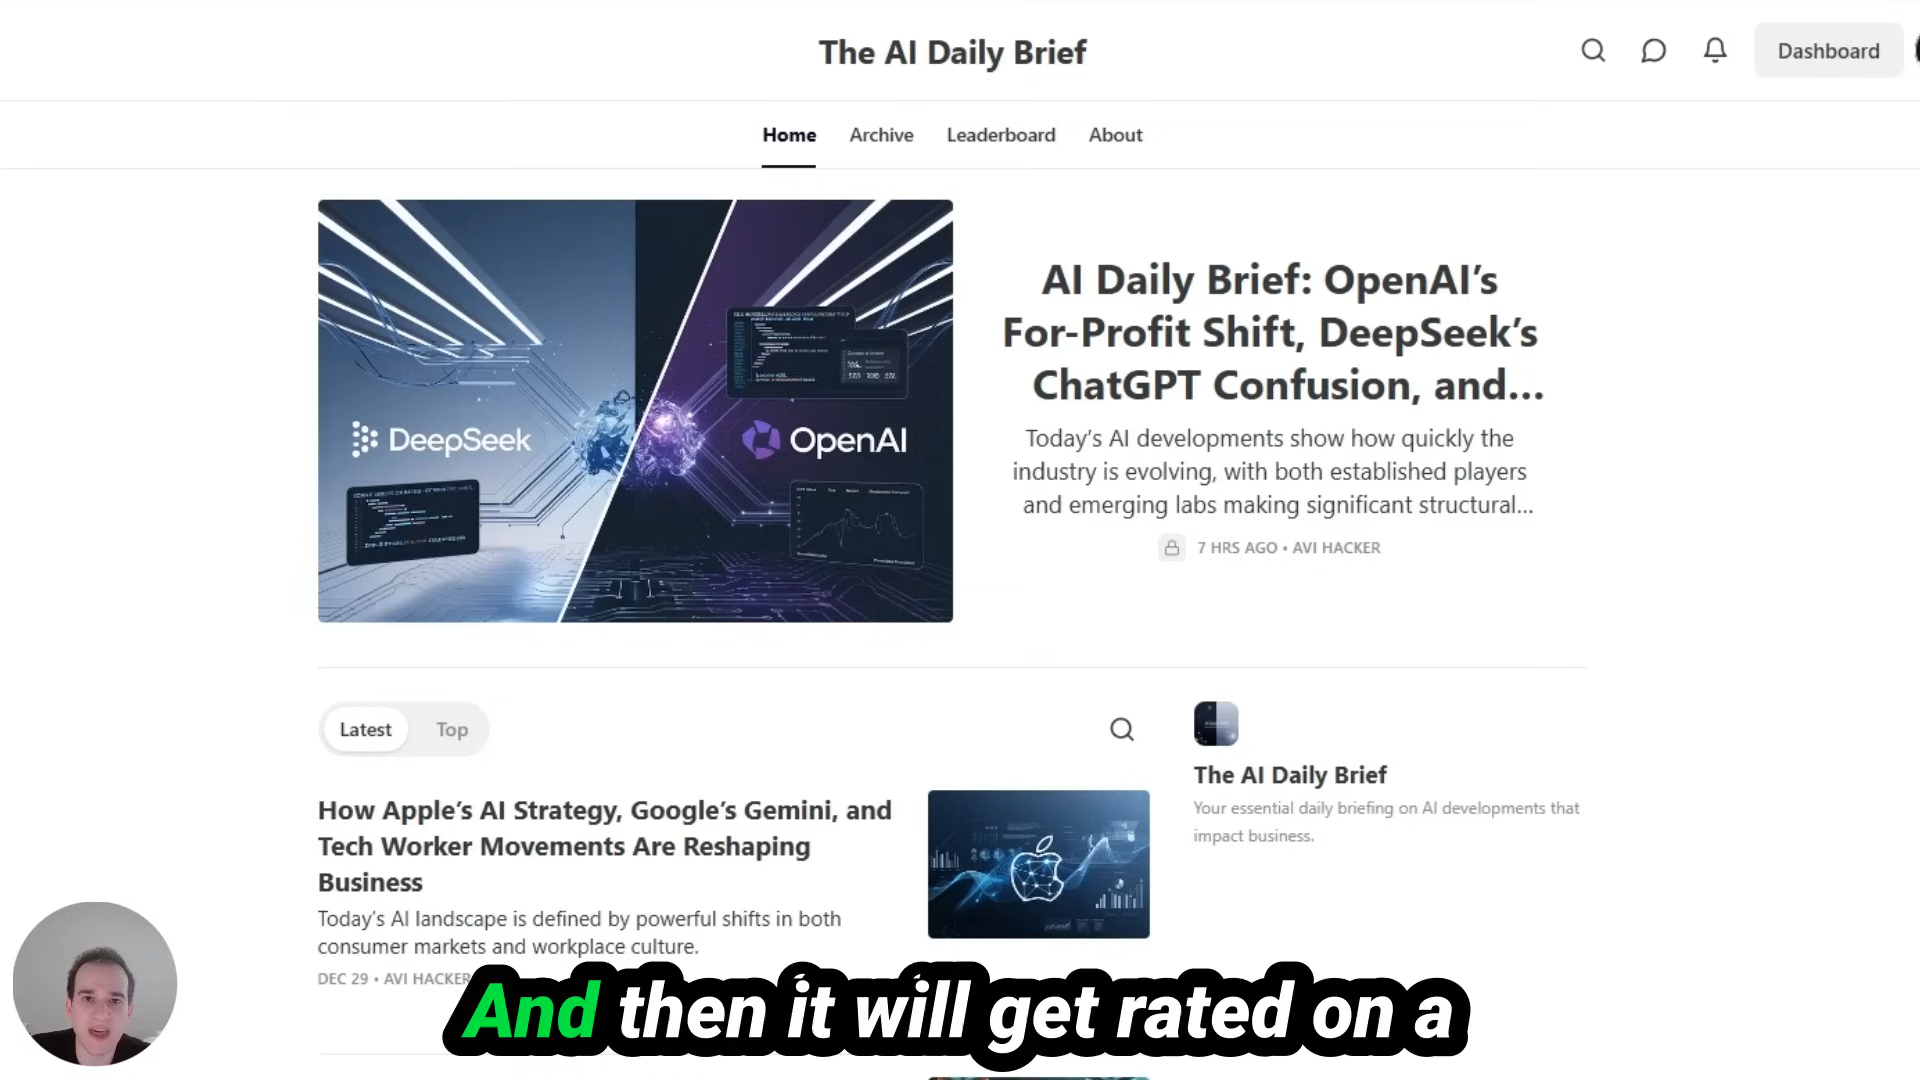 The AI Daily Brief
Dashboard
Home
Archive
Leaderboard
About
DeepSeek
OpenAI
AI Daily Brief: OpenAI's
For-Profit Shift, DeepSeek's
ChatGPT Confusion, and...
Today's AI developments show how quickly the
industry is evolving, with both established players
and emerging labs making significant structural...
7 HRS AGO • AVI HACKER
Latest
Top
How Apple's AI Strategy, Google's Gemini, and
Tech Worker Movements Are Reshaping
Business
Today's AI landscape is defined by powerful shifts in both
consumer markets and workplace culture.
DEC 29 • AVI HACKER
The AI Daily Brief
Your essential daily briefing on AI developments that
impact business.
And then it will get rated on a